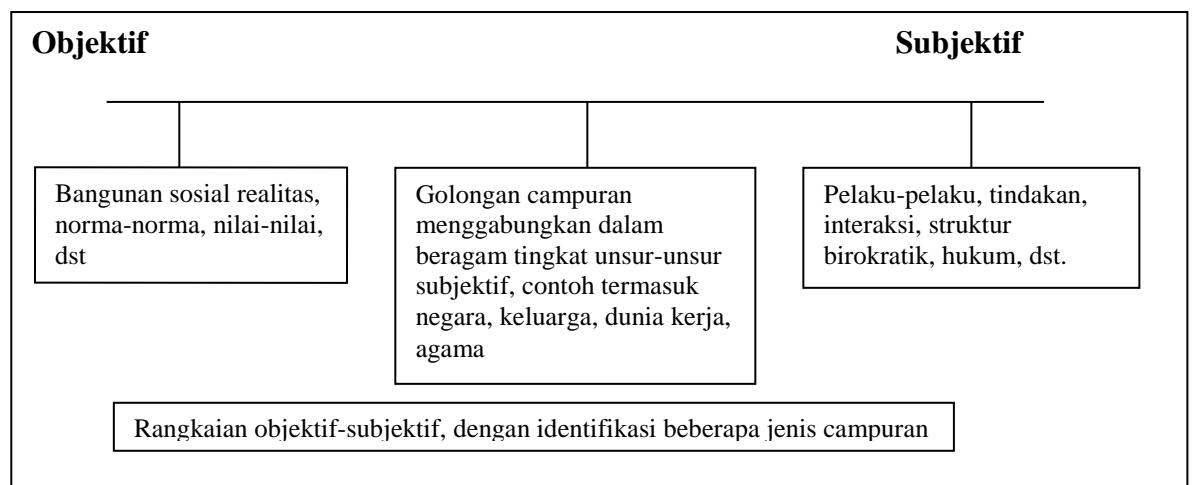 Objektif
Subjektif
Bangunan sosial realitas,
norma-norma, nilai-nilai,
dst
Golongan campuran
menggabungkan dalam
beragam tingkat unsur-unsur
subjektif, contoh termasuk
negara, keluarga, dunia kerja,
agama
Pelaku-pelaku, tindakan,
interaksi, struktur
birokratik, hukum, dst.
Rangkaian objektif-subjektif, dengan identifikasi beberapa jenis campuran